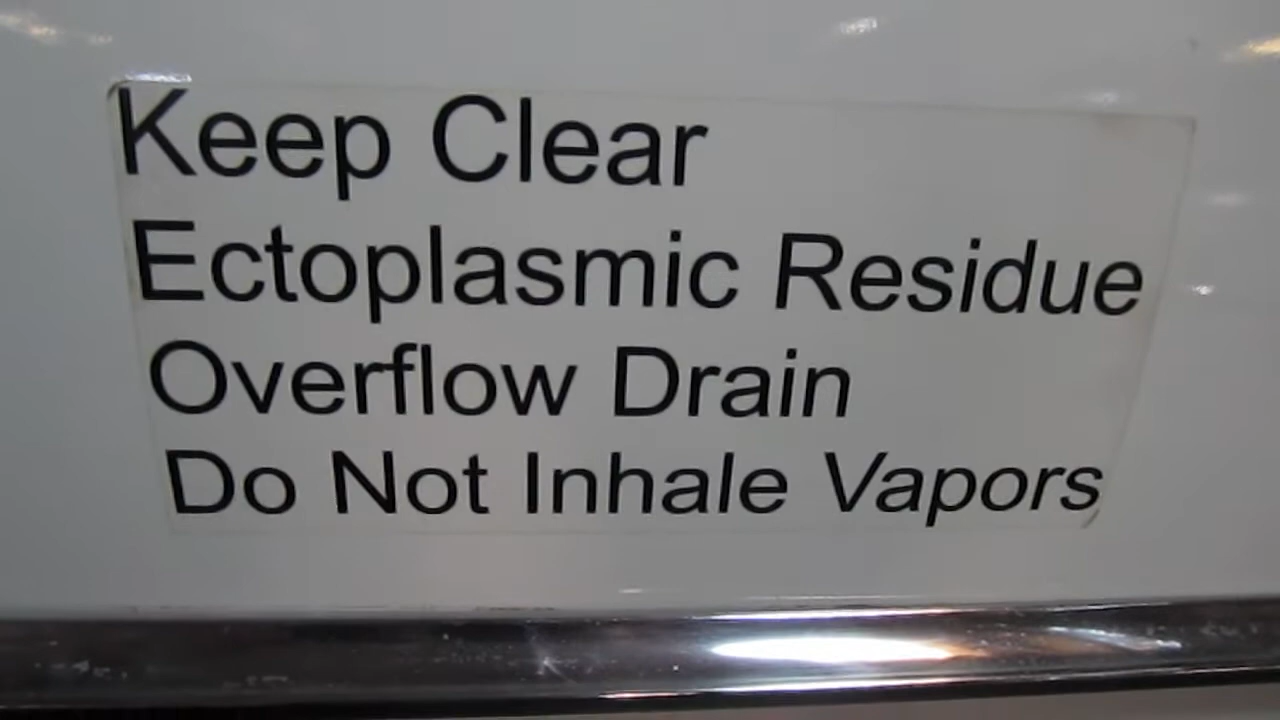 Keep Clear
Ectoplasmic Residue
Overflow Drain
Do Not Inhale Vapors